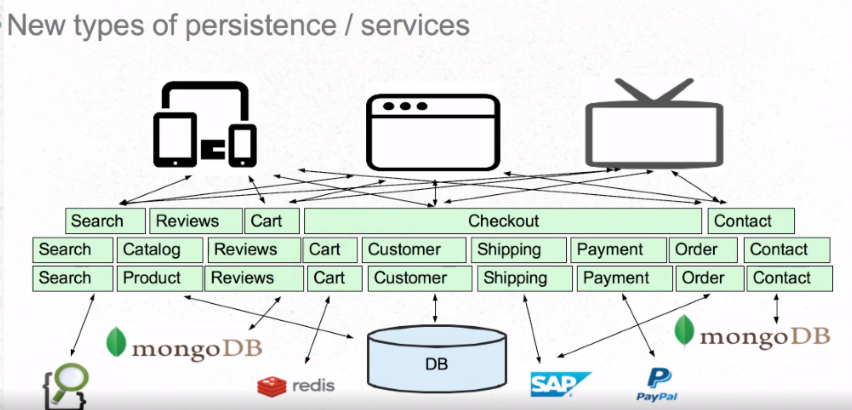 New types of persistence / services
Search Reviews Cart Checkout Contact
Search Catalog Reviews Cart Customer Shipping Payment Order Contact
Search Product Reviews Cart Customer Shipping Payment Order Contact
mongoDB
mongoDB
DB
redis
SAP
PayPal